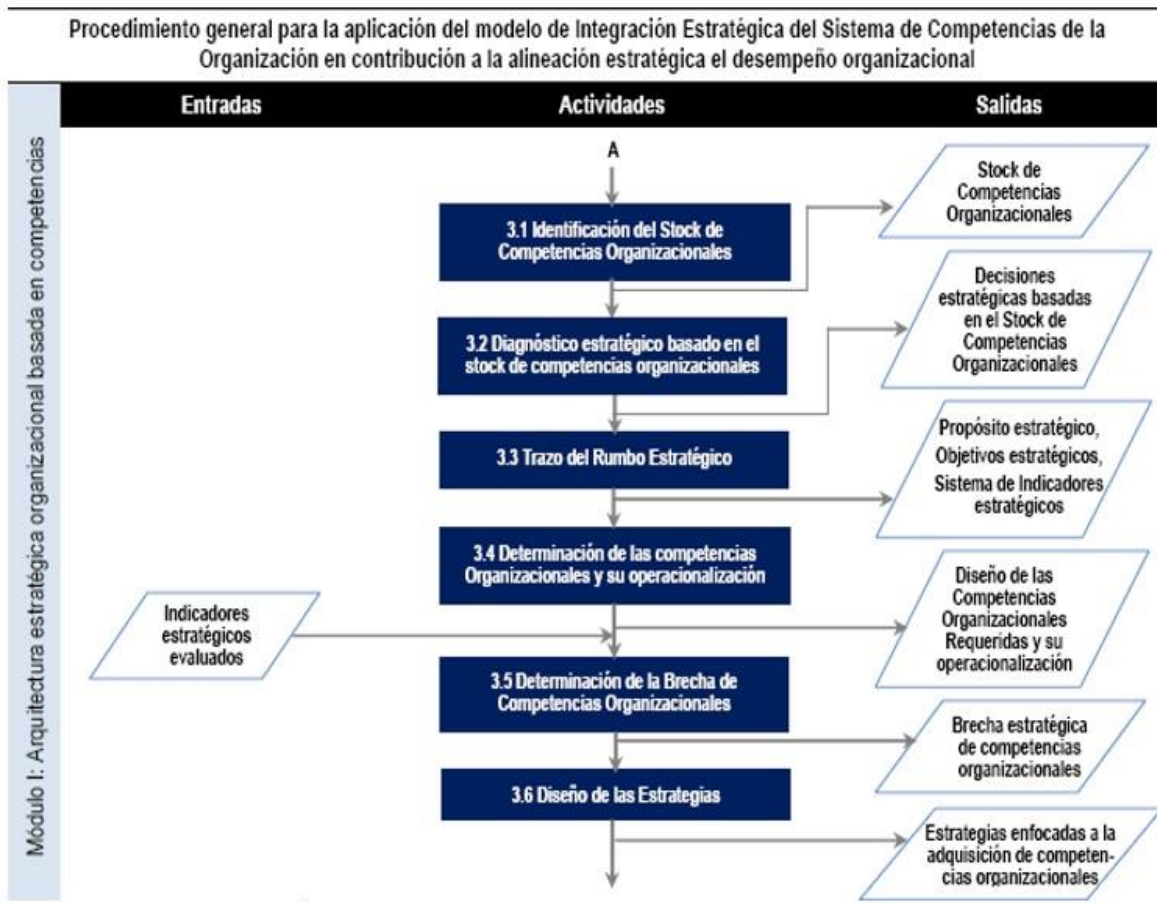 Procedimiento general para la aplicación del modelo de Integración Estratégica del Sistema de Competencias de la
Organización en contribución a la alineación estratégica el desempeño organizacional
Entradas
Actividades
Salidas
Módulo I: Arquitectura estratégica organizacional basada en competencias
A
Stock de
Competencias
Organizacionales
3.1 Identificación del Stock de
Competencias Organizacionales
Decisiones
estratégicas basadas
en el Stock de
Competencias
Organizacionales
3.2 Diagnóstico estratégico basado en el
stock de competencias organizacionales
3.3 Trazo del Rumbo Estratégico
Propósito estratégico,
Objetivos estratégicos,
Sistema de Indicadores
estratégicos
3.4 Determinación de las competencias
Organizacionales y su operacionalización
Indicadores
estratégicos
evaluados
Diseño de las
Competencias
Organizacionales
Requeridas y su
operacionalización
3.5 Determinación de la Brecha de
Competencias Organizacionales
Brecha estratégica
de competencias
organizacionales
3.6 Diseño de las Estrategias
Estrategias enfocadas a la
adquisición de competen-
cias organizacionales